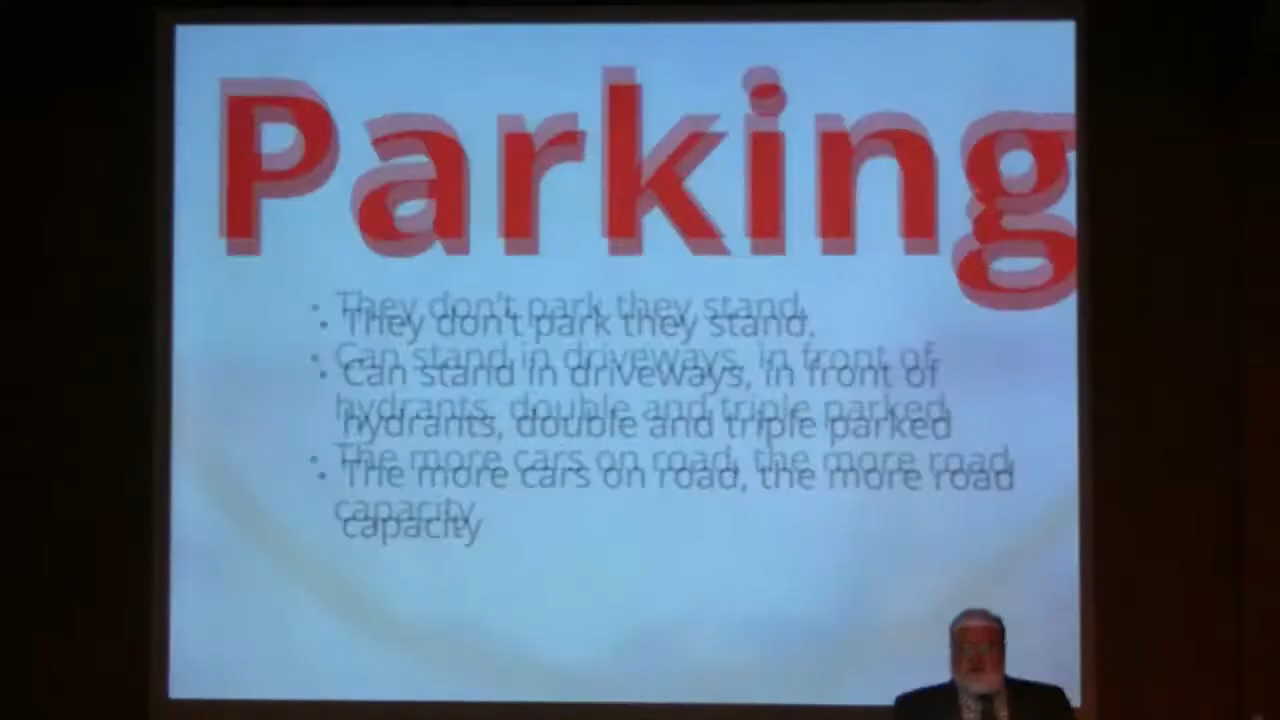 Parking
• They don't park they stand.
• Can stand in driveways, in front of
hydrants, double and triple parked
• The more cars on road, the more road
capacity